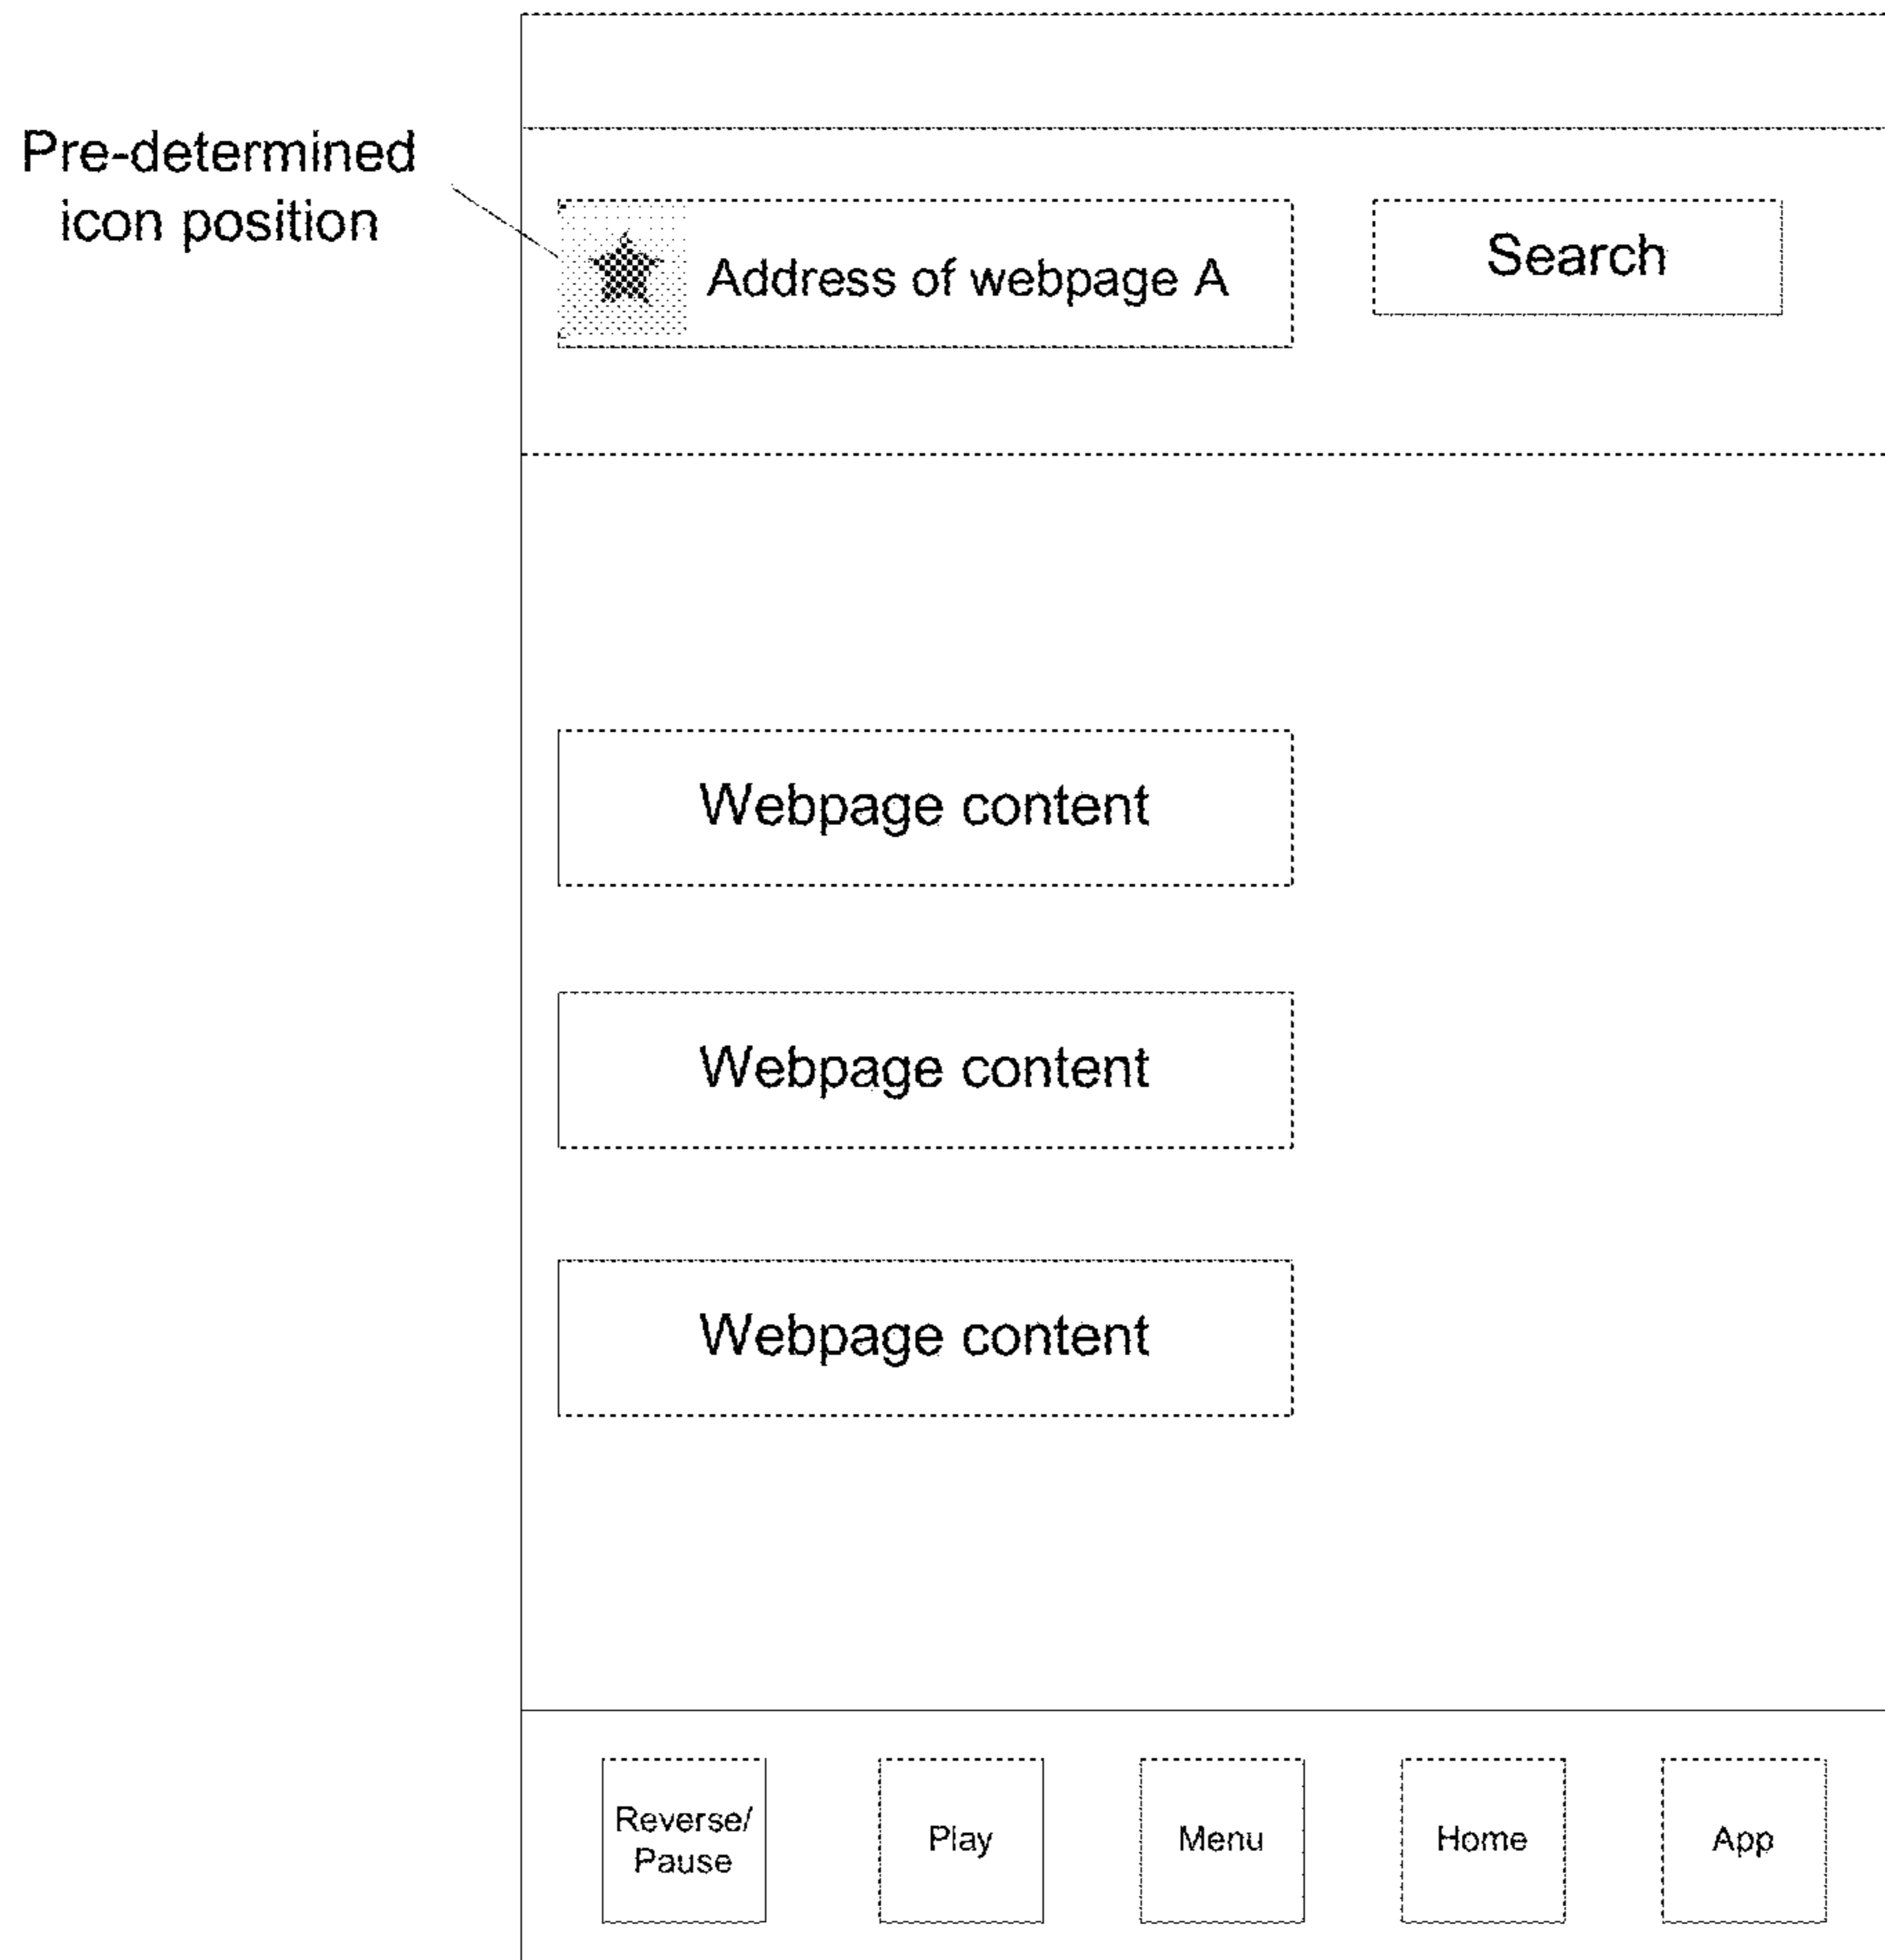 Pre-determined
icon position
Address of webpage A
Search
Webpage content
Webpage content
Webpage content
Reverse/
Pause
Play
Menu
Home
App